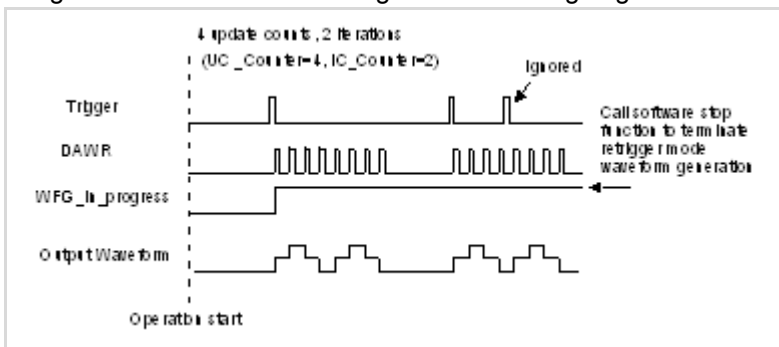 4 update counts, 2 iterations
(UC_Counter=4, IC_Counter=2)
Ignored
Trigger
Call software stop
function to terminate
retrigger mode
waveform generation
DAWR
WFG_in_progress
Output Waveform
Operation start